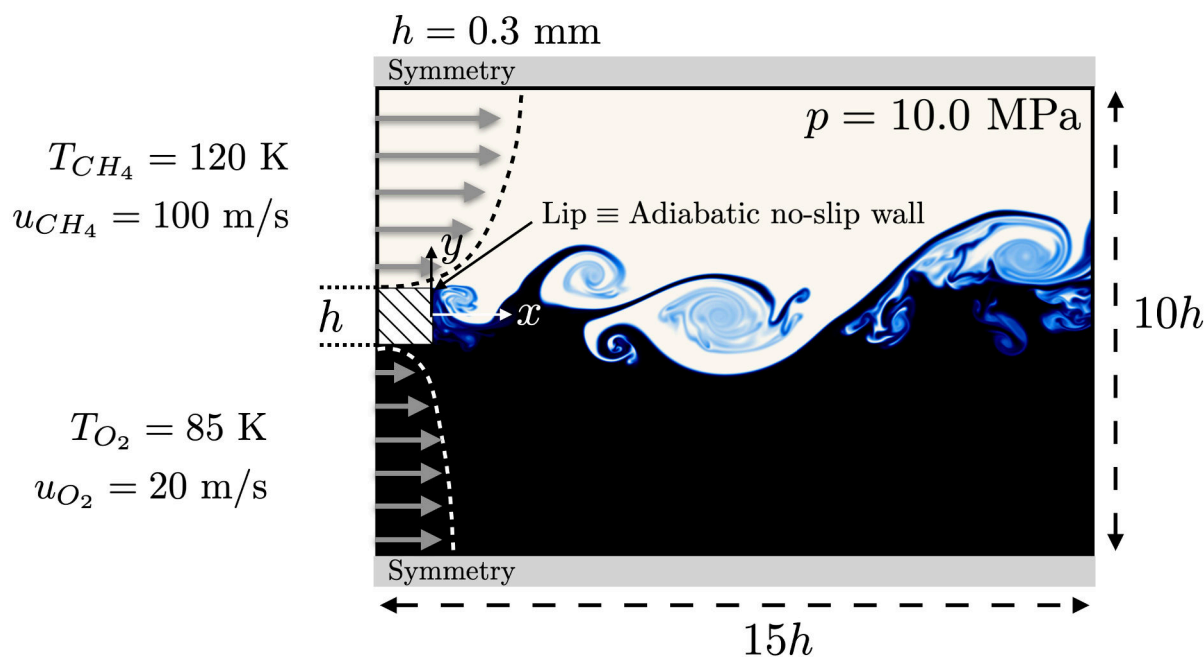 h = 0.3 mm
Symmetry
p = 10.0 MPa
T_{CH_4} = 120 K
u_{CH_4} = 100 m/s
Lip ≡ Adiabatic no-slip wall
y
h
x
10h
T_{O_2} = 85 K
u_{O_2} = 20 m/s
Symmetry
15h